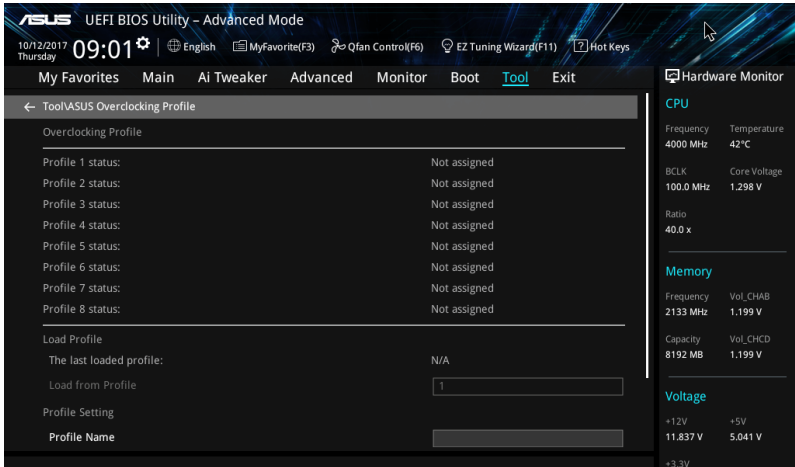 ASUS UEFI BIOS Utility – Advanced Mode
10/12/2017
Thursday
09:01
English
MyFavorite(F3)
Qfan Control(F6)
EZ Tuning Wizard(F11)
? Hot Keys
My Favorites Main Ai Tweaker Advanced Monitor Boot Tool Exit
Hardware Monitor
← Tool\ASUS Overclocking Profile
Overclocking Profile
Profile 1 status: Not assigned
Profile 2 status: Not assigned
Profile 3 status: Not assigned
Profile 4 status: Not assigned
Profile 5 status: Not assigned
Profile 6 status: Not assigned
Profile 7 status: Not assigned
Profile 8 status: Not assigned
Load Profile
The last loaded profile: N/A
Load from Profile 1
Profile Setting
Profile Name
CPU
Frequency Temperature
4000 MHz 42°C
BCLK Core Voltage
100.0 MHz 1.298 V
Ratio
40.0 x
Memory
Frequency Vol_CHAB
2133 MHz 1.199 V
Capacity Vol_CHCD
8192 MB 1.199 V
Voltage
+12V +5V
11.837 V 5.041 V
+3.3V